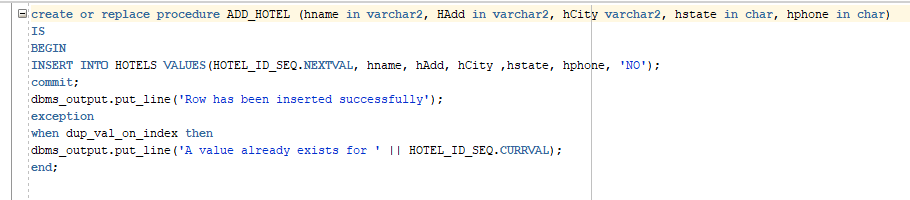 create or replace procedure ADD_HOTEL (hname in varchar2, HAdd in varchar2, hCity varchar2, hstate in char, hphone in char)
IS
BEGIN
INSERT INTO HOTELS VALUES(HOTEL_ID_SEQ.NEXTVAL, hname, hAdd, hCity ,hstate, hphone, 'NO');
commit;
dbms_output.put_line('Row has been inserted successfully');
exception
when dup_val_on_index then
dbms_output.put_line('A value already exists for ' || HOTEL_ID_SEQ.CURRVAL);
end;